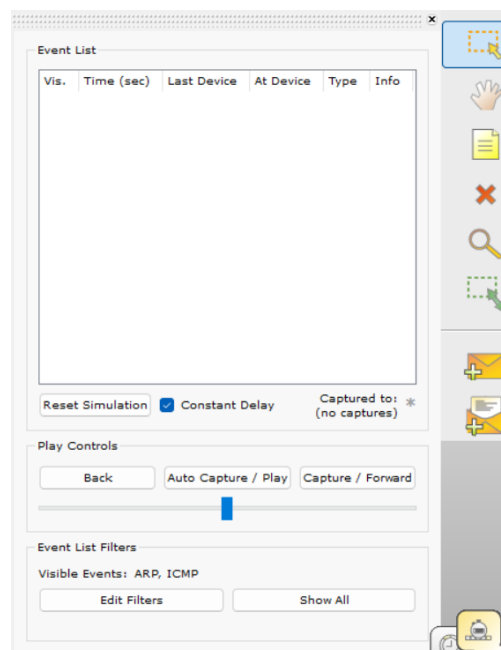 Event List
Vis. Time (sec) Last Device At Device Type Info
Reset Simulation Constant Delay Captured to: *
(no captures)
Play Controls
Back Auto Capture / Play Capture / Forward
Event List Filters
Visible Events: ARP, ICMP
Edit Filters Show All